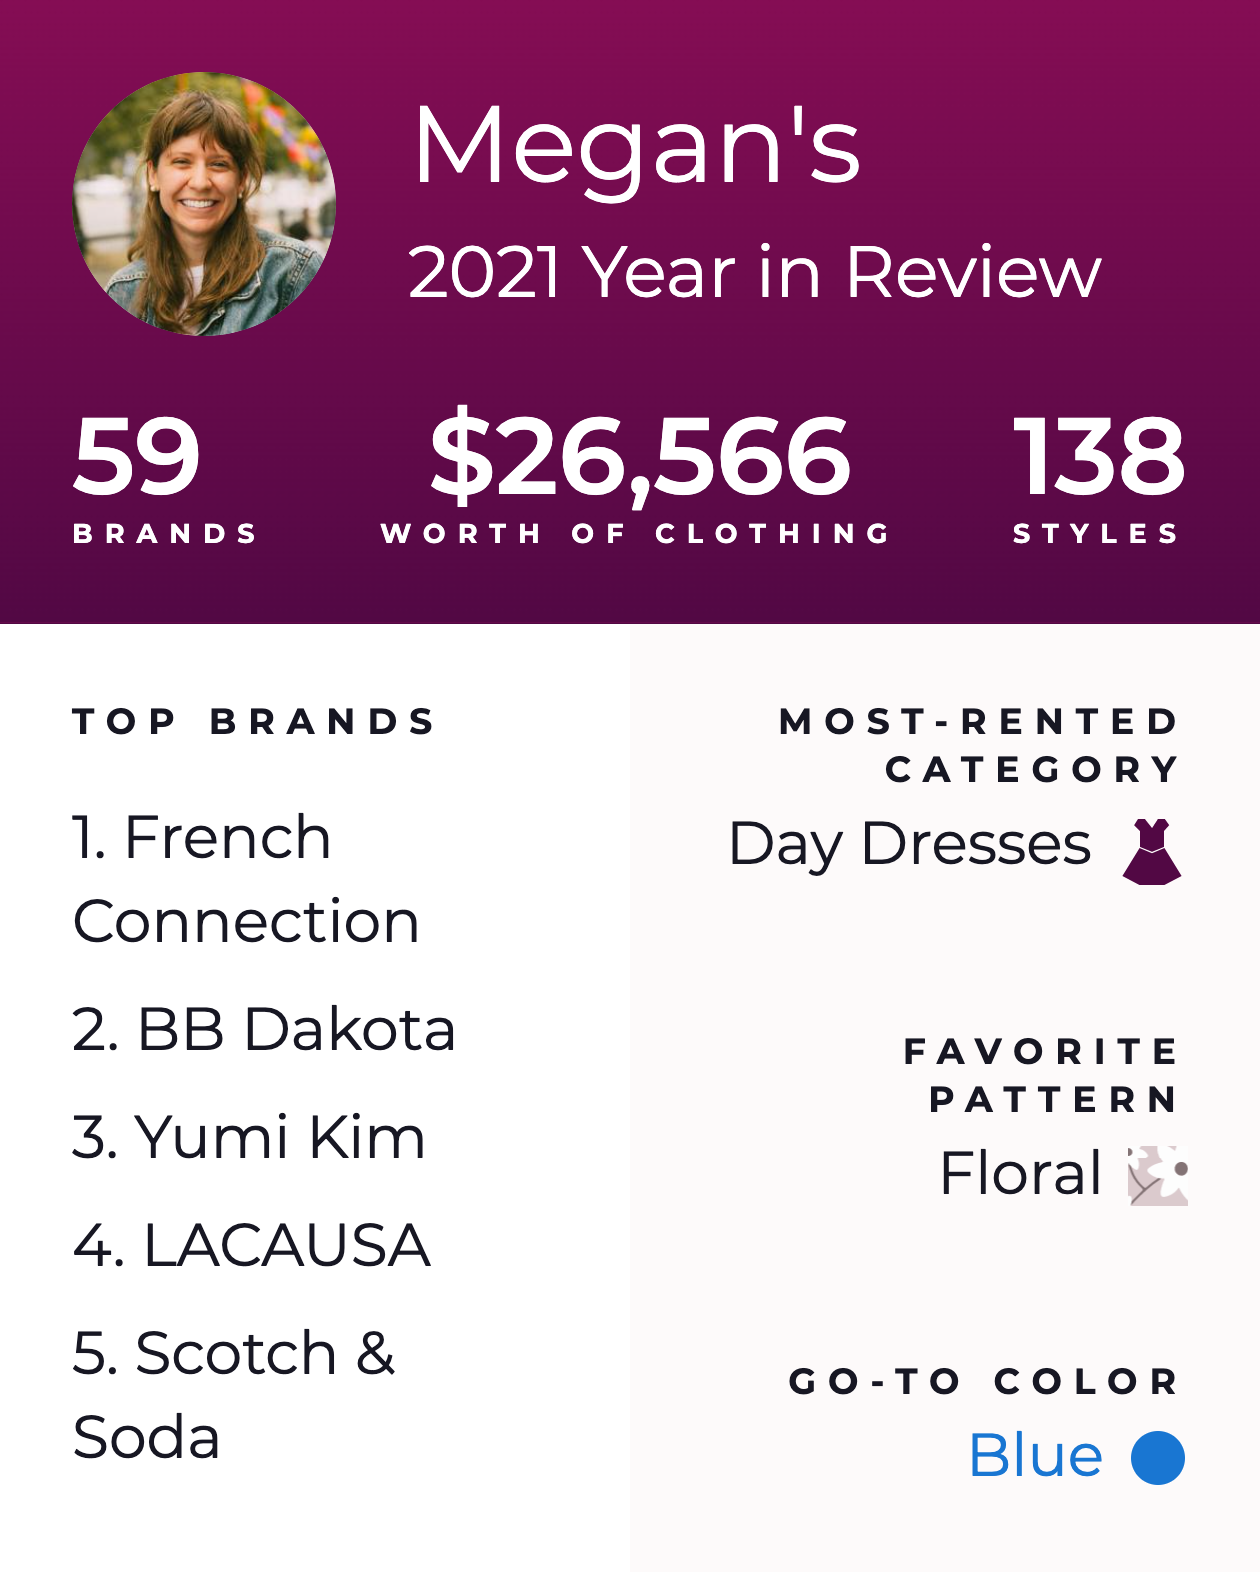 Megan's
2021 Year in Review
59
BRANDS
$26,566
WORTH OF CLOTHING
138
STYLES
TOP BRANDS
1. French
Connection
2. BB Dakota
3. Yumi Kim
4. LACAUSA
5. Scotch &
Soda
MOST-RENTED
CATEGORY
Day Dresses
FAVORITE
PATTERN
Floral
GO-TO COLOR
Blue